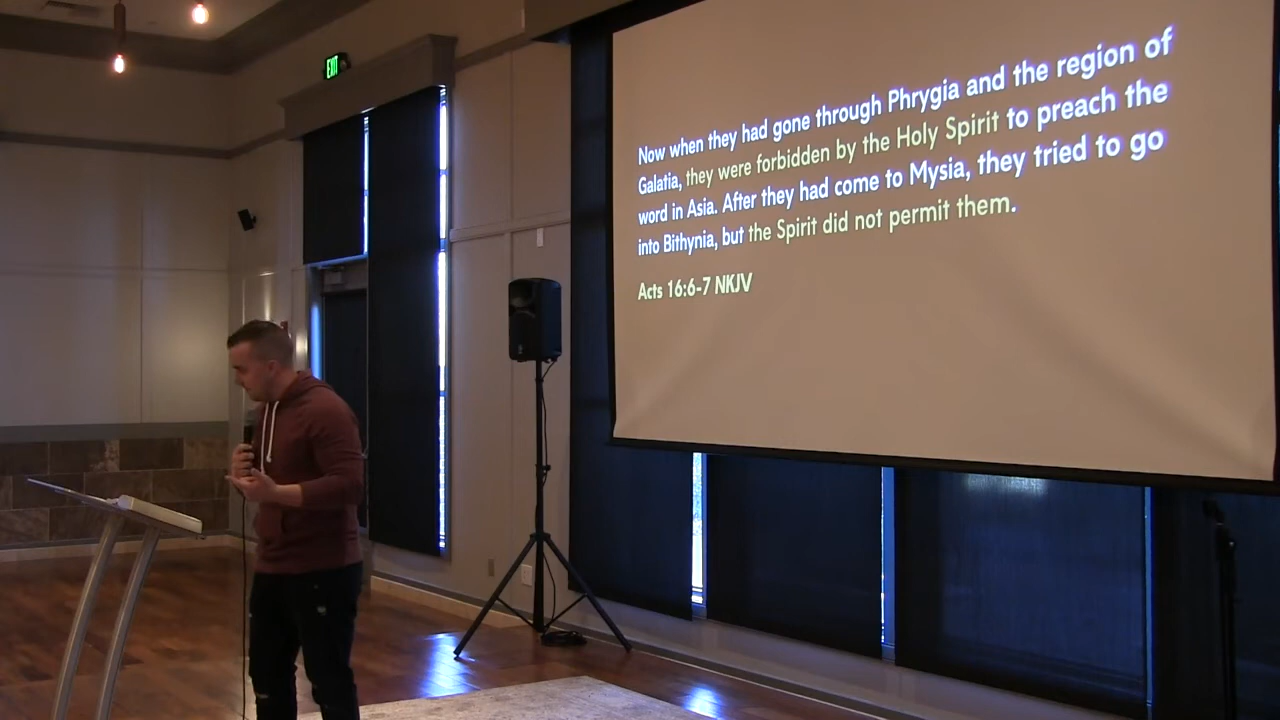 EXIT
Now when they had gone through Phrygia and the region of
Galatia, they were forbidden by the Holy Spirit to preach the
word in Asia. After they had come to Mysia, they tried to go
into Bithynia, but the Spirit did not permit them.
Acts 16:6-7 NKJV